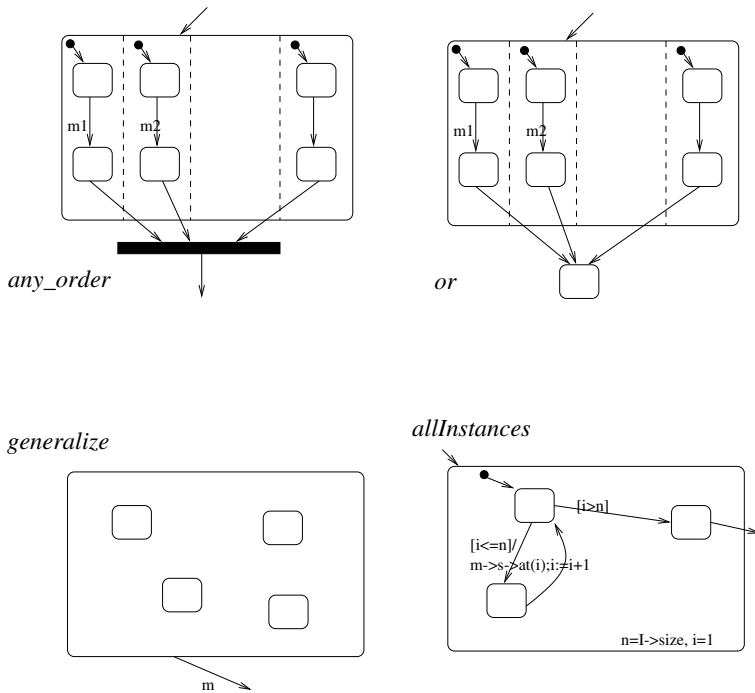 m1
m2
any_order
m1
m2
or
generalize
m
allInstances
[i>n]
[i<=n]/
m->s->at(i);i:=i+1
n=I->size, i=1